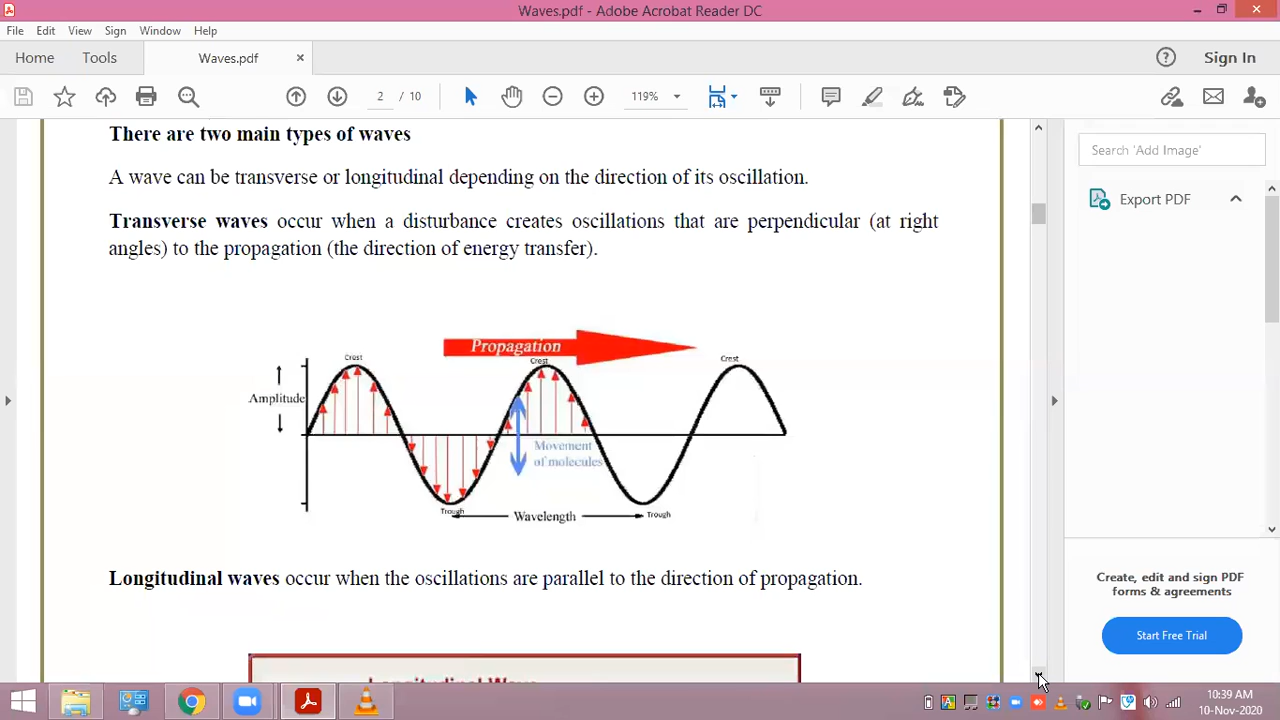 Waves.pdf - Adobe Acrobat Reader DC
File Edit View Sign Window Help
Home Tools Waves.pdf × ? Sign In
2 / 10 119%
There are two main types of waves
A wave can be transverse or longitudinal depending on the direction of its oscillation.
Transverse waves occur when a disturbance creates oscillations that are perpendicular (at right
angles) to the propagation (the direction of energy transfer).
Propagation
Crest Crest Crest
Amplitude
Movement
of molecules
Trough Wavelength Trough
Longitudinal waves occur when the oscillations are parallel to the direction of propagation.
Longitudinal Wave
Search 'Add Image'
Export PDF
Create, edit and sign PDF
forms & agreements
Start Free Trial
10:39 AM
10-Nov-2020